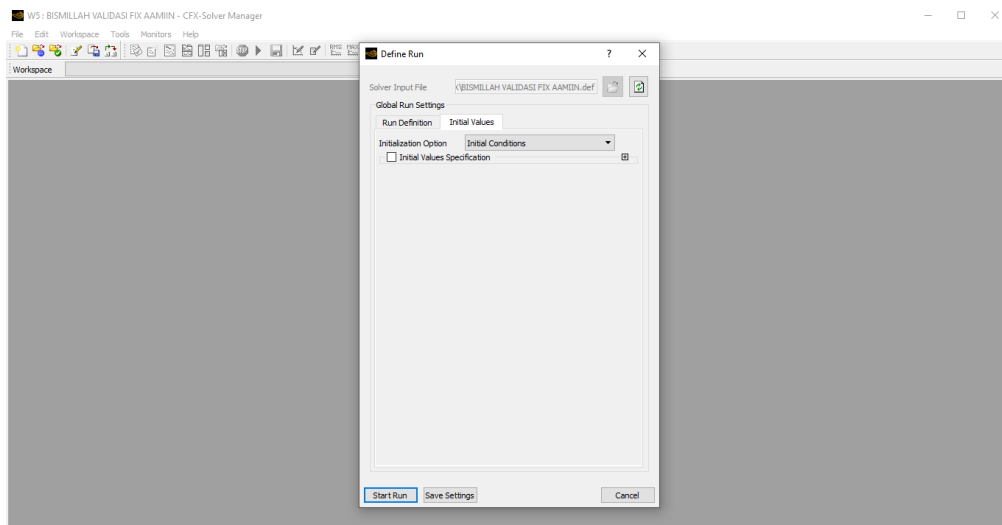 W5 : BISMILLAH VALIDASI FIX AAMIIN - CFX-Solver Manager
File Edit Workspace Tools Monitors Help
Workspace
Define Run ? ×
Solver Input File
(\BISMILLAH VALIDASI FIX AAMIIN.def
Global Run Settings
Run Definition Initial Values
Initialization Option Initial Conditions
Initial Values Specification
Start Run Save Settings Cancel